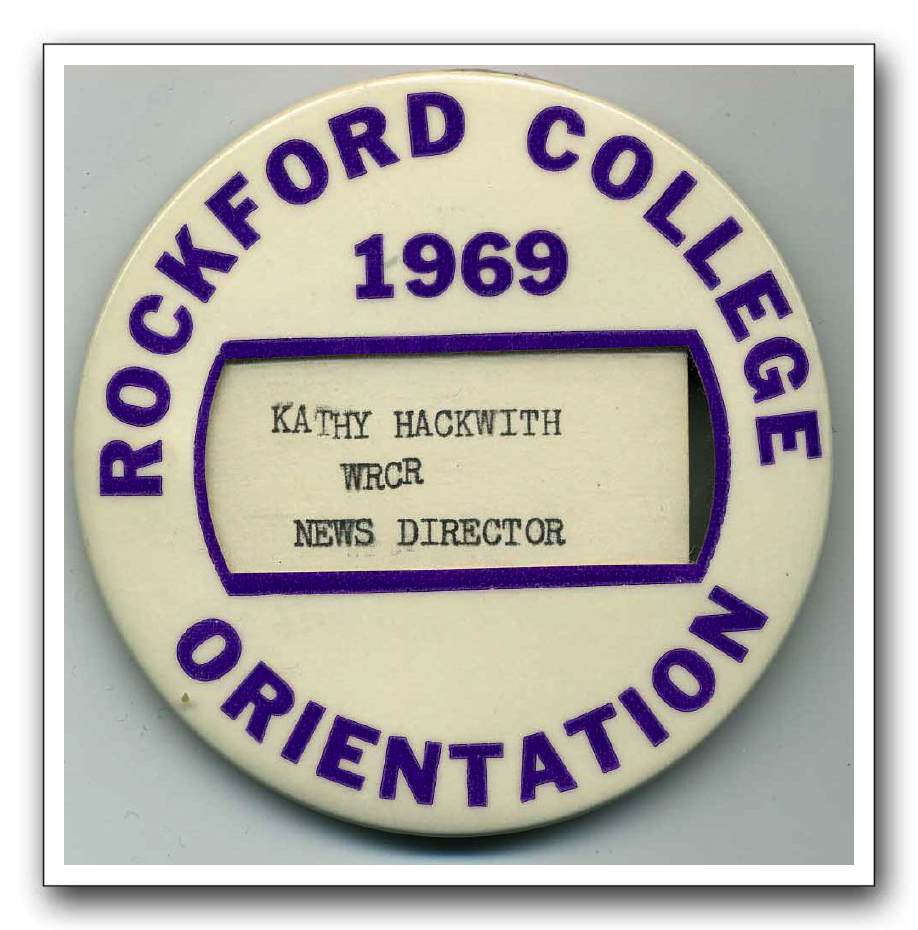 ROCKFORD COLLEGE
1969
KATHY HACKWITH
WRCR
NEWS DIRECTOR
ORIENTATION